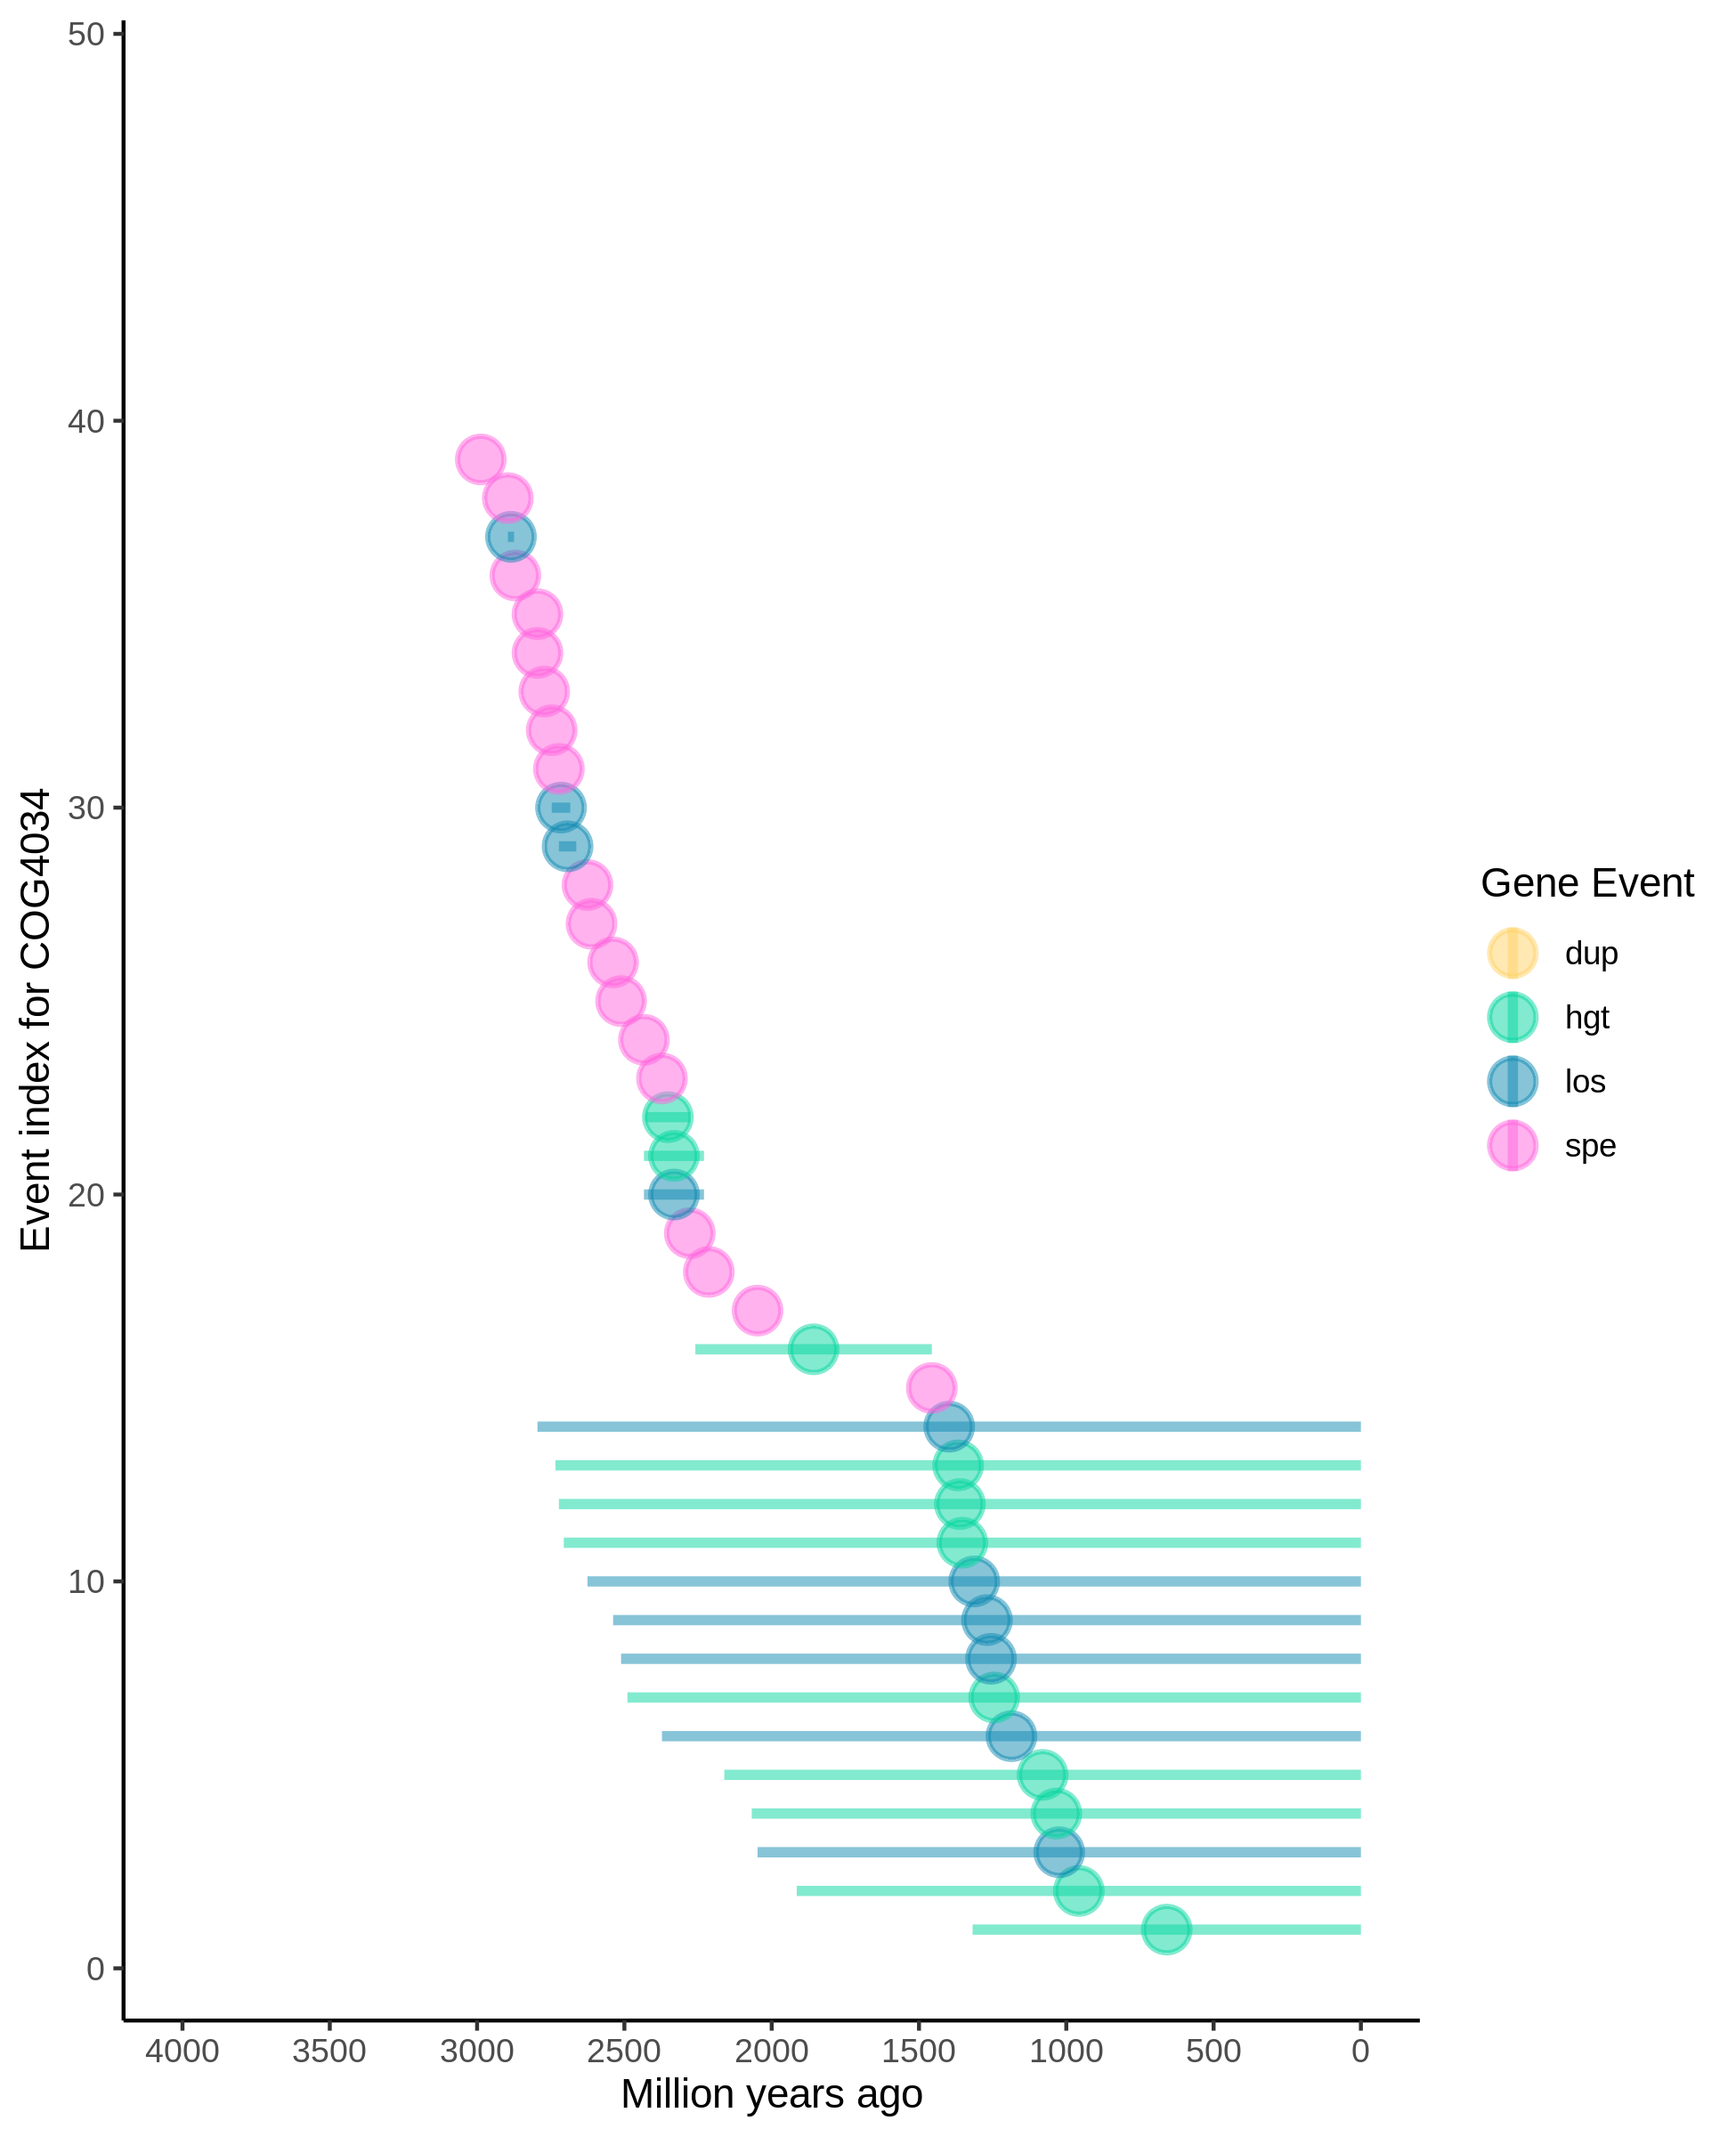 50
40
30
20
10
0
Event index for COG4034
4000 3500 3000 2500 2000 1500 1000 500 0
Million years ago
Gene Event
dup
hgt
los
spe